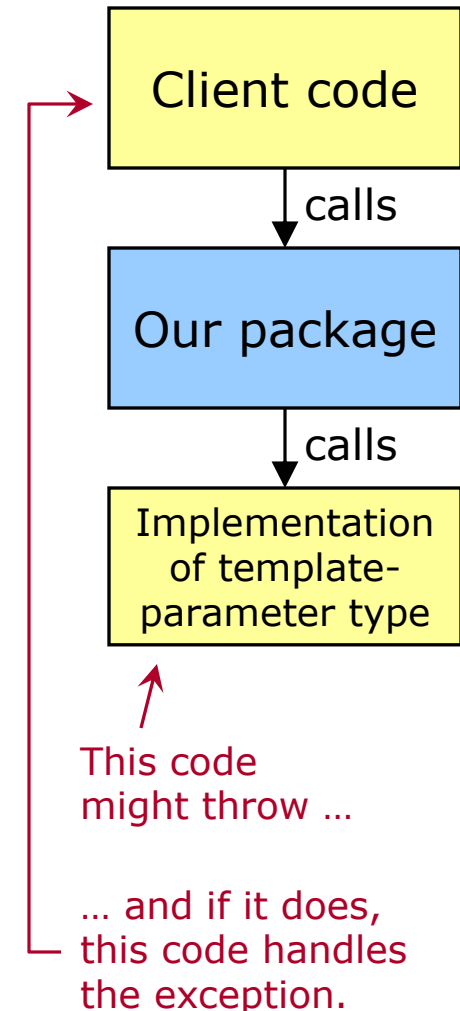 Client code
calls
Our package
calls
Implementation
of template-
parameter type
This code
might throw …
… and if it does,
this code handles
the exception.